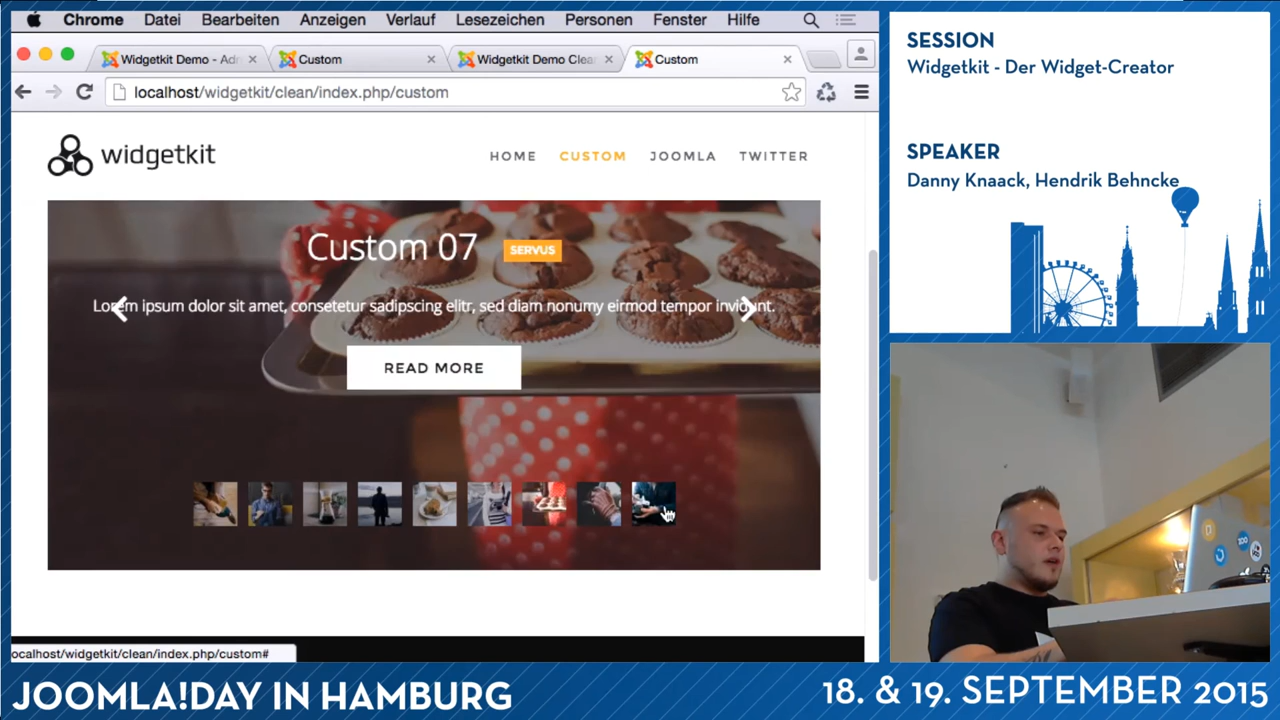 Chrome Datei Bearbeiten Anzeigen Verlauf Lesezeichen Personen Fenster Hilfe
Widgetkit Demo - Adr
Custom
Widgetkit Demo Clea
Custom
localhost/widgetkit/clean/index.php/custom
widgetkit
HOME CUSTOM JOOMLA TWITTER
Custom 07 SERVUS
Lorem ipsum dolor sit amet, consetetur sadipscing elitr, sed diam nonumy eirmod tempor invidunt.
READ MORE
ocalhost/widgetkit/clean/index.php/custom#
SESSION
Widgetkit - Der Widget-Creator
SPEAKER
Danny Knaack, Hendrik Behncke
JOOMLA!DAY IN HAMBURG
18. & 19. SEPTEMBER 2015